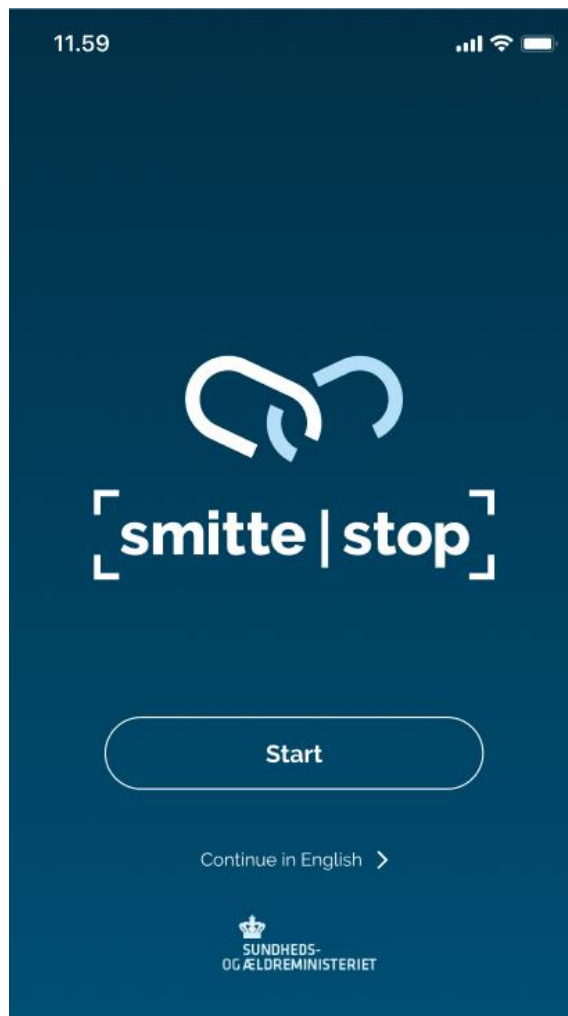 11.59
smitte | stop
Start
Continue in English
SUNDHEDS-
OG ÆLDREMINISTERIET